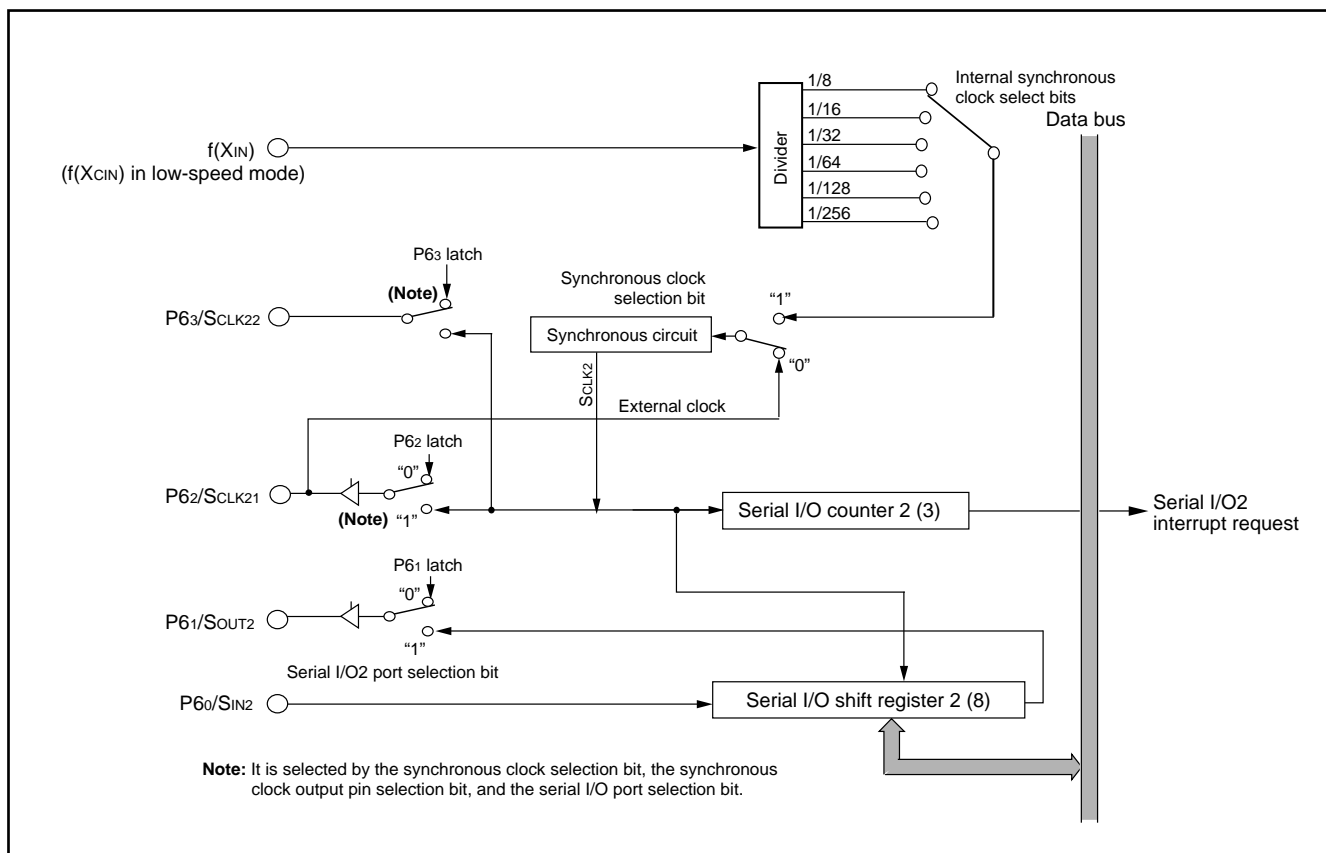 1/8
Internal synchronous
clock select bits
1/16
Data bus
1/32
f(XIN)
(f(XCIN) in low-speed mode)
Divider
1/64
1/128
1/256
P63 latch
Synchronous clock
selection bit
(Note)
"1"
P63/SCLK22
Synchronous circuit
"0"
SCLK2
External clock
P62 latch
"0"
P62/SCLK21
(Note)
"1"
Serial I/O counter 2 (3)
Serial I/O2
interrupt request
P61 latch
"0"
P61/SOUT2
"1"
Serial I/O2 port selection bit
P60/SIN2
Serial I/O shift register 2 (8)
Note: It is selected by the synchronous clock selection bit, the synchronous
clock output pin selection bit, and the serial I/O port selection bit.